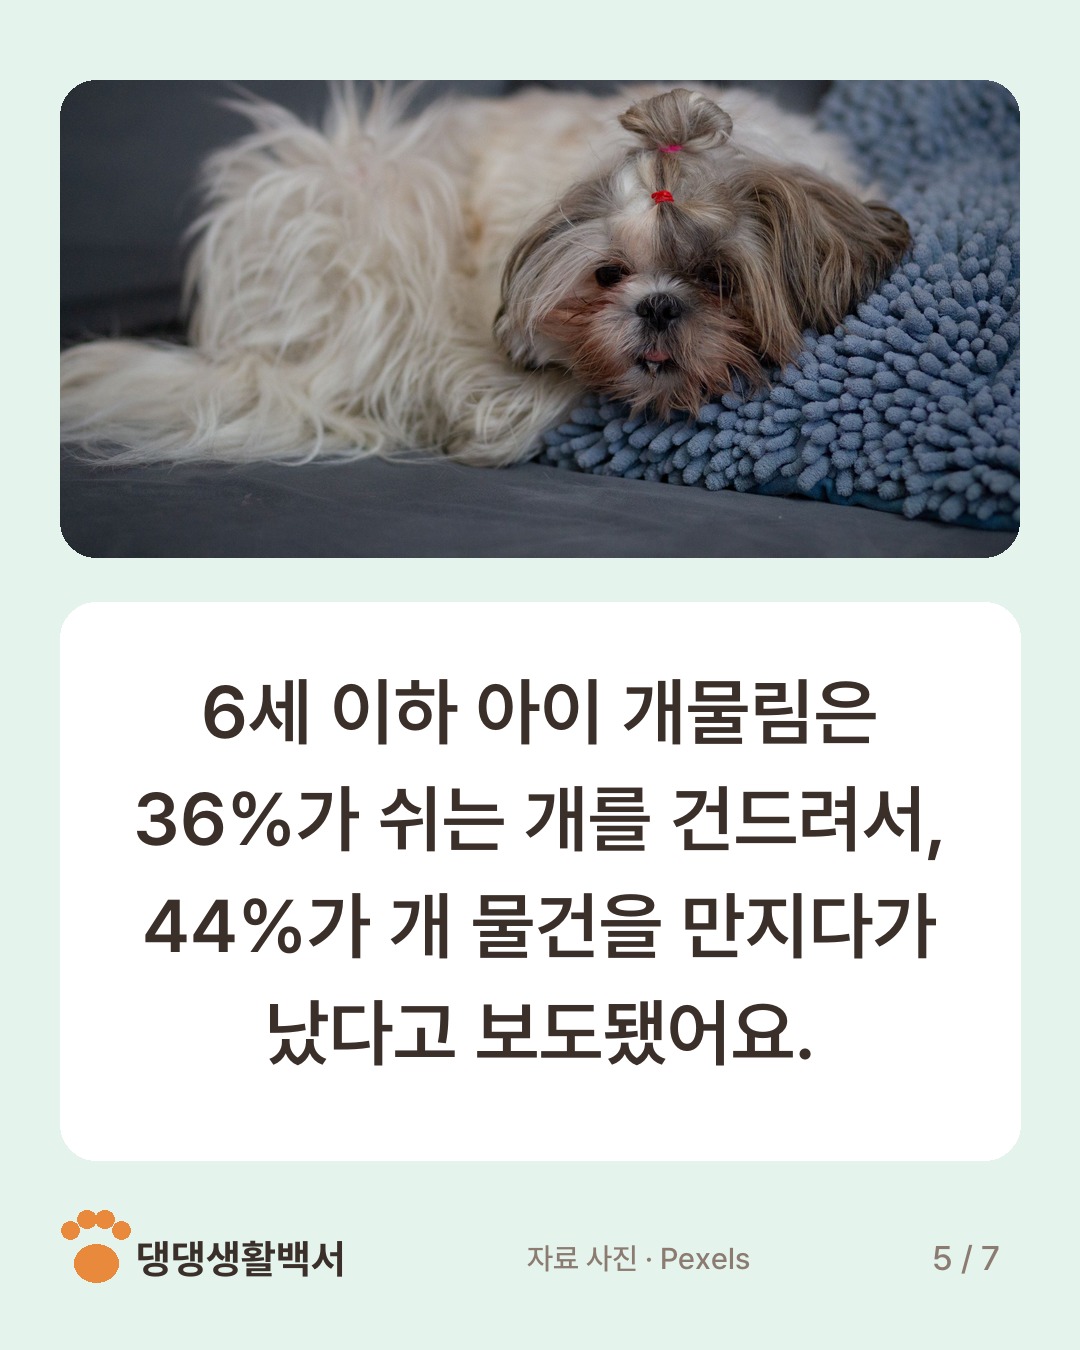 6세 이하 아이 개물림은
36%가 쉬는 개를 건드려서,
44%가 개 물건을 만지다가
났다고 보도됐어요.
댕댕생활백서
자료 사진 · Pexels
5 / 7